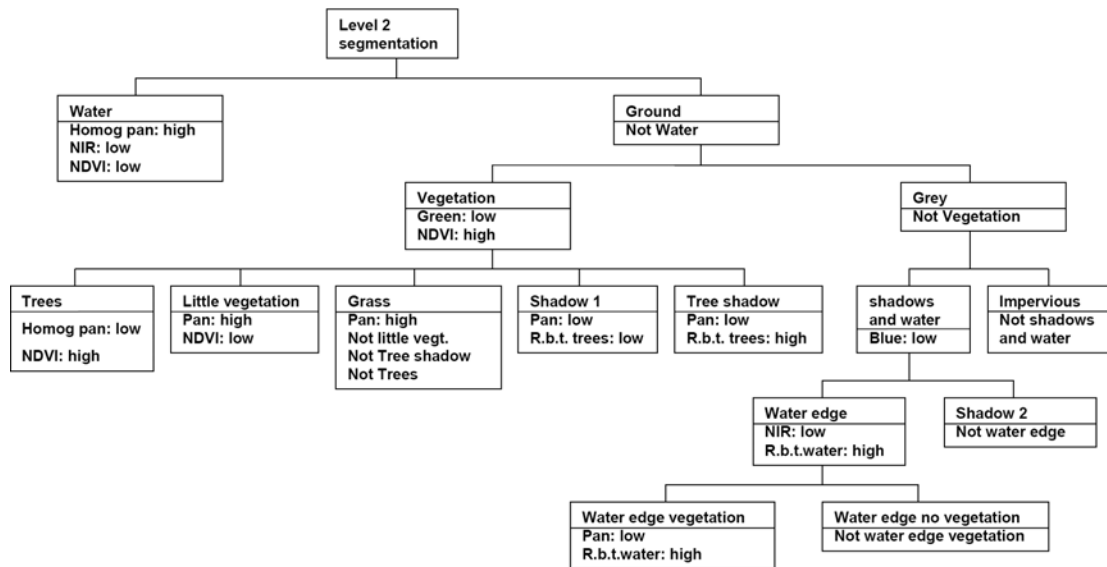 Level 2
segmentation
Water
Homog pan: high
NIR: low
NDVI: low
Ground
Not Water
Vegetation
Green: low
NDVI: high
Grey
Not Vegetation
Trees
Homog pan: low
NDVI: high
Little vegetation
Pan: high
NDVI: low
Grass
Pan: high
Not little vegt.
Not Tree shadow
Not Trees
Shadow 1
Pan: low
R.b.t. trees: low
Tree shadow
Pan: low
R.b.t. trees: high
shadows
and water
Blue: low
Impervious
Not shadows
and water
Water edge
NIR: low
R.b.t.water: high
Shadow 2
Not water edge
Water edge vegetation
Pan: low
R.b.t.water: high
Water edge no vegetation
Not water edge vegetation